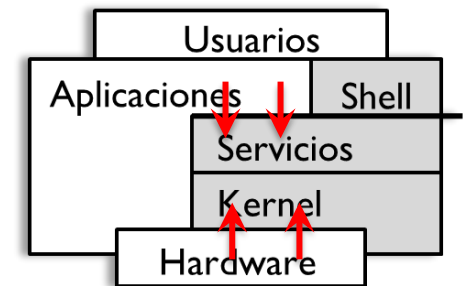 Usuarios
Aplicaciones
Shell
Servicios
Kernel
Hardware